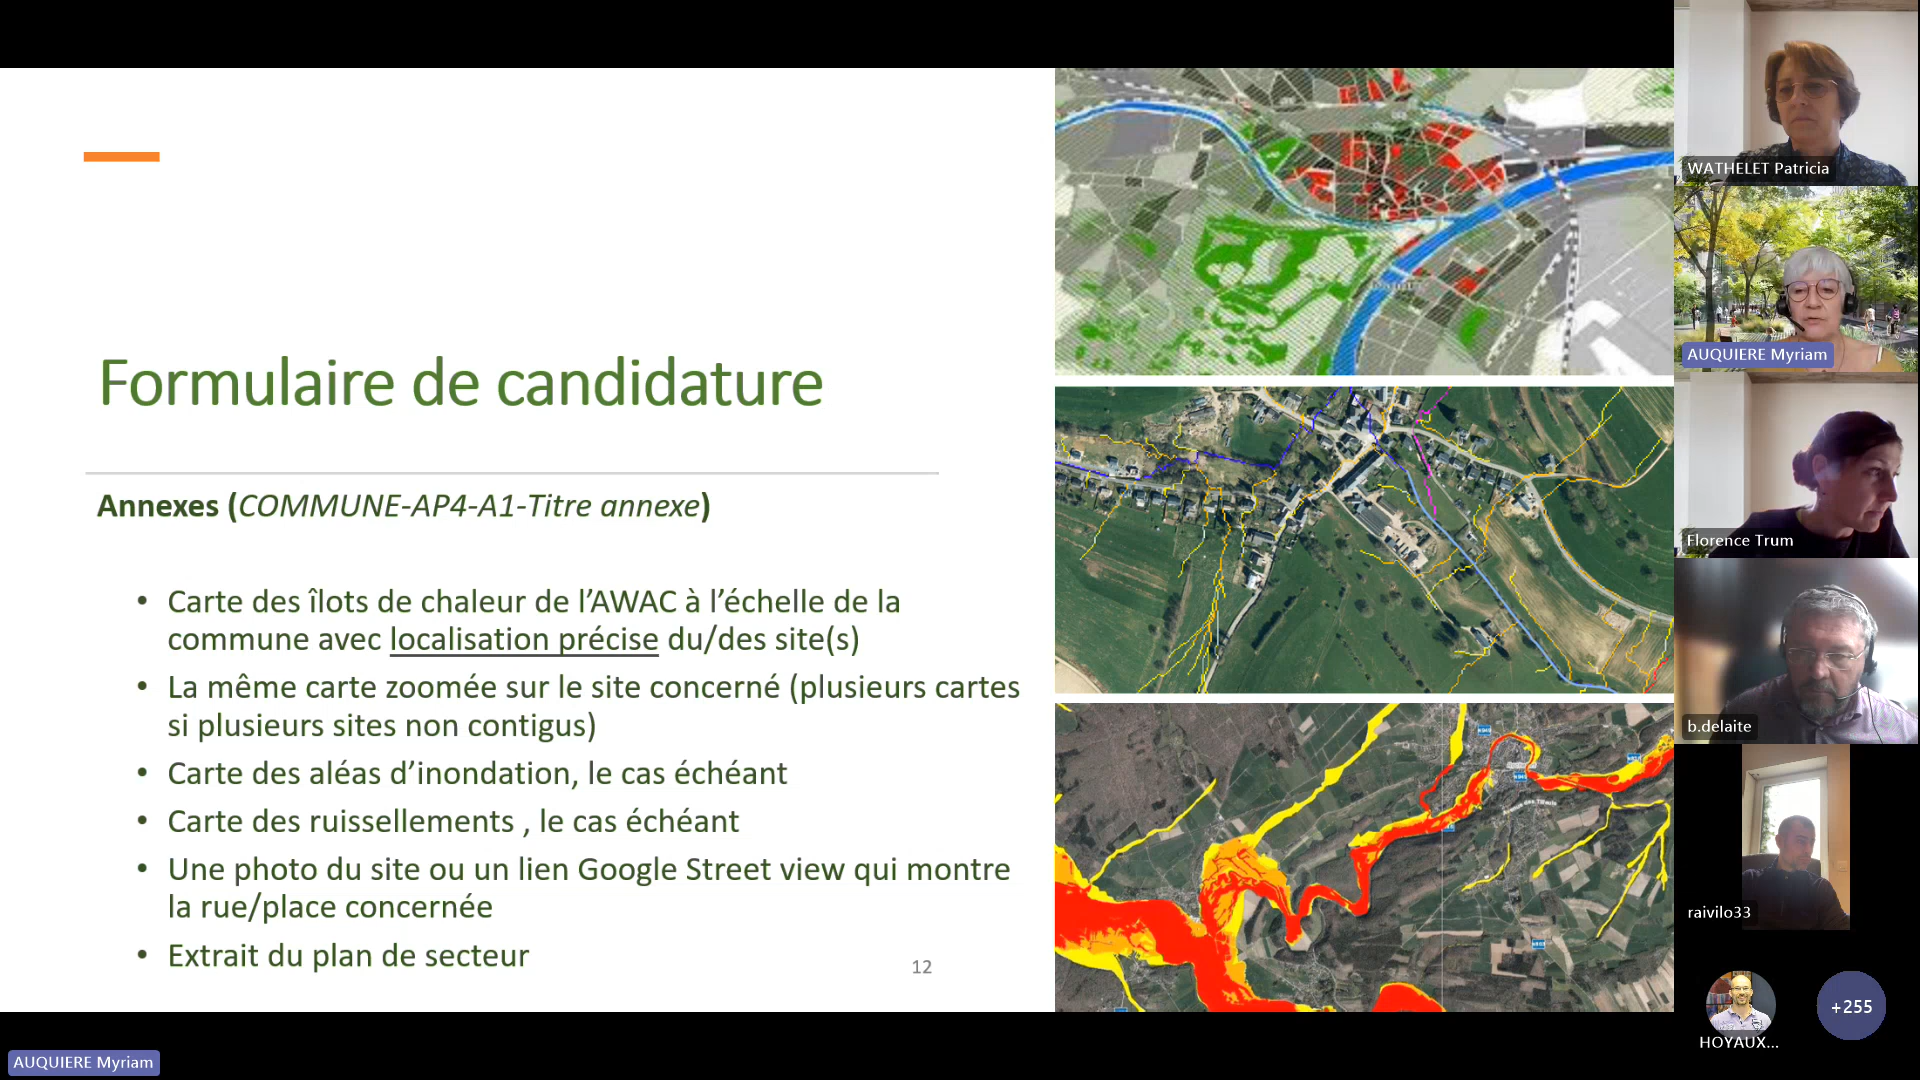 Formulaire de candidature
Annexes (COMMUNE-AP4-A1-Titre annexe)
• Carte des îlots de chaleur de l’AWAC à l’échelle de la
commune avec localisation précise du/des site(s)
• La même carte zoomée sur le site concerné (plusieurs cartes
si plusieurs sites non contigus)
• Carte des aléas d’inondation, le cas échéant
• Carte des ruissellements , le cas échéant
• Une photo du site ou un lien Google Street view qui montre
la rue/place concernée
• Extrait du plan de secteur
12
WATHELET Patricia
AUQUIERE Myriam
Florence Trum
b.delaite
raivilo33
HOYAUX...
+255
AUQUIERE Myriam